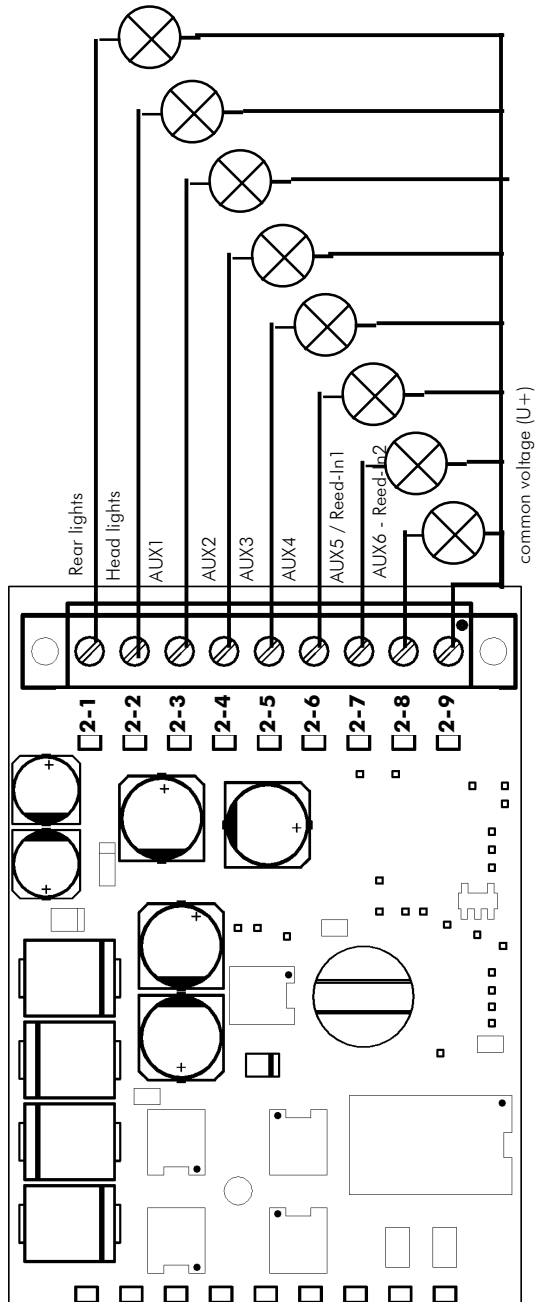 Rear lights
Head lights
AUX1
AUX2
AUX3
AUX4
AUX5 / Reed-In1
AUX6 - Reed-In2
common voltage (U+)
2-1
2-2
2-3
2-4
2-5
2-6
2-7
2-8
2-9
+
+
+
+
+
+